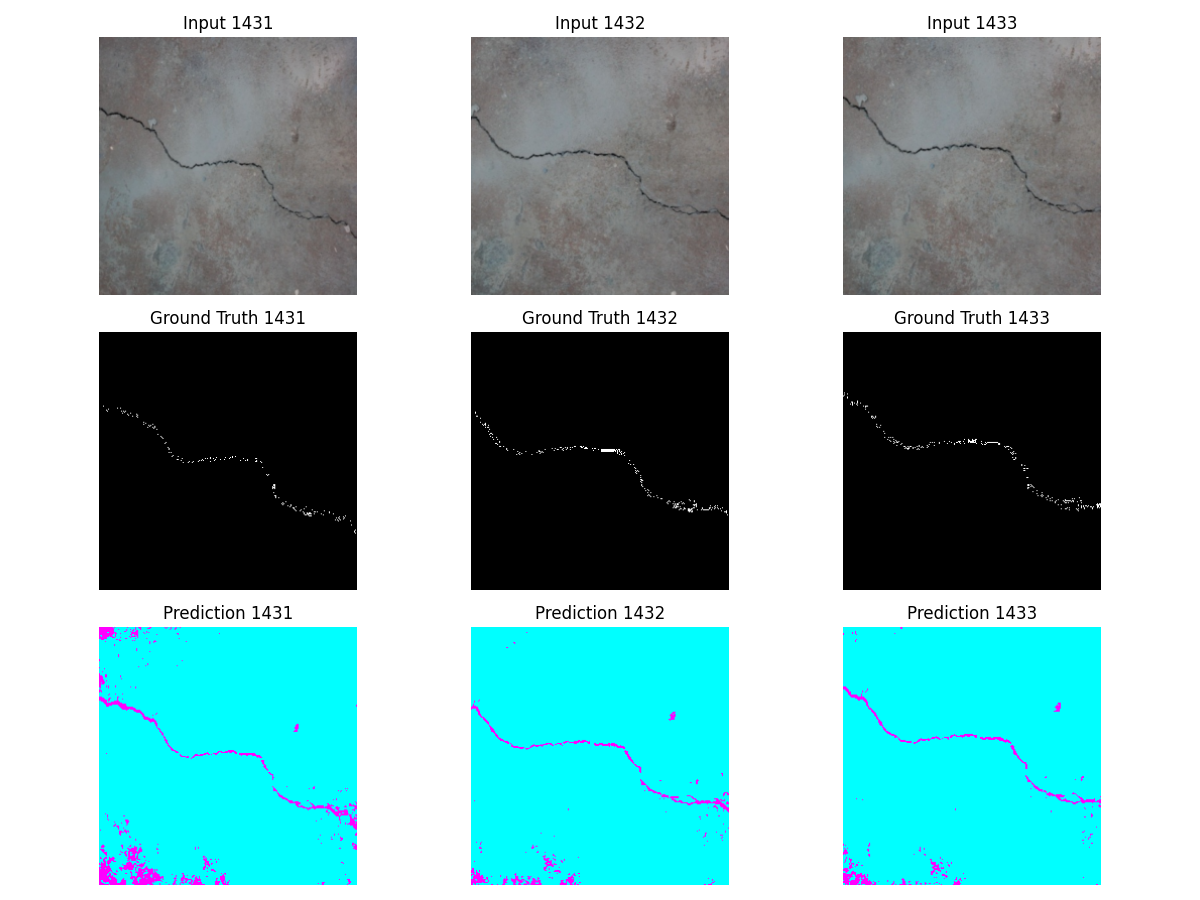 Input 1431
Input 1432
Input 1433
Ground Truth 1431
Ground Truth 1432
Ground Truth 1433
Prediction 1431
Prediction 1432
Prediction 1433